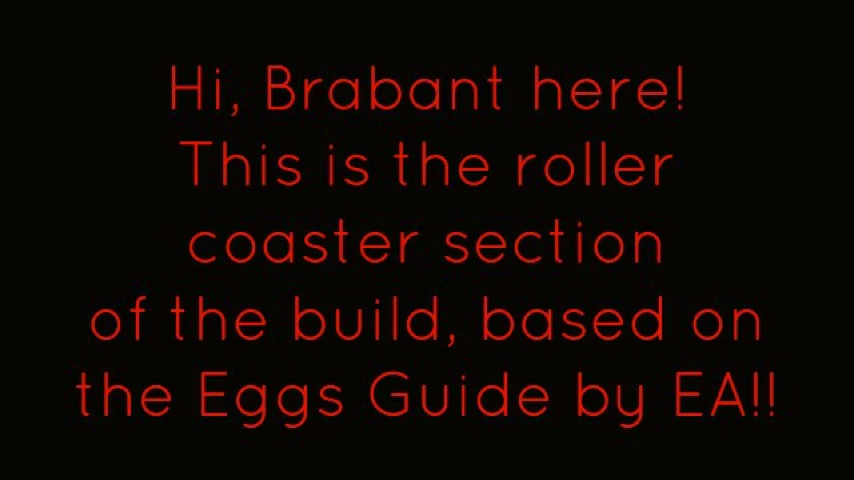 Hi, Brabant here!
This is the roller
coaster section
of the build, based on
the Eggs Guide by EA!!